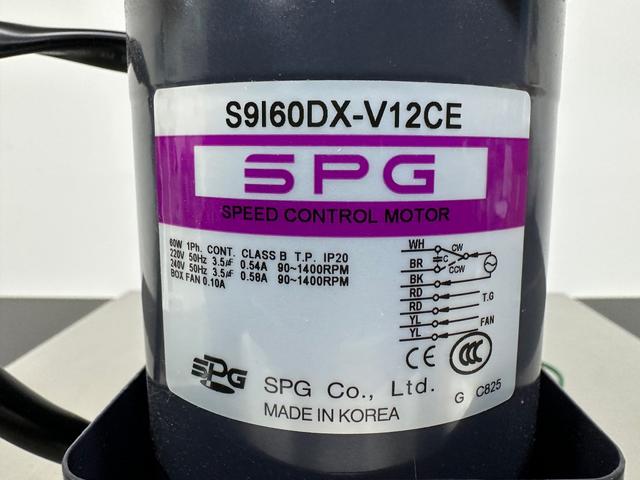 S9I60DX-V12CE
SPG
SPEED CONTROL MOTOR
60W 1Ph. CONT. CLASS B T.P. IP20
220V 50Hz 3.5㎌ 0.54A 90~1400RPM
240V 50Hz 3.5㎌ 0.58A 90~1400RPM
BOX FAN 0.10A
WH CW
C
BR CCW
BK
RD
RD T.G
YL
YL FAN
CE CCC
SPG SPG Co., Ltd. G C825
MADE IN KOREA